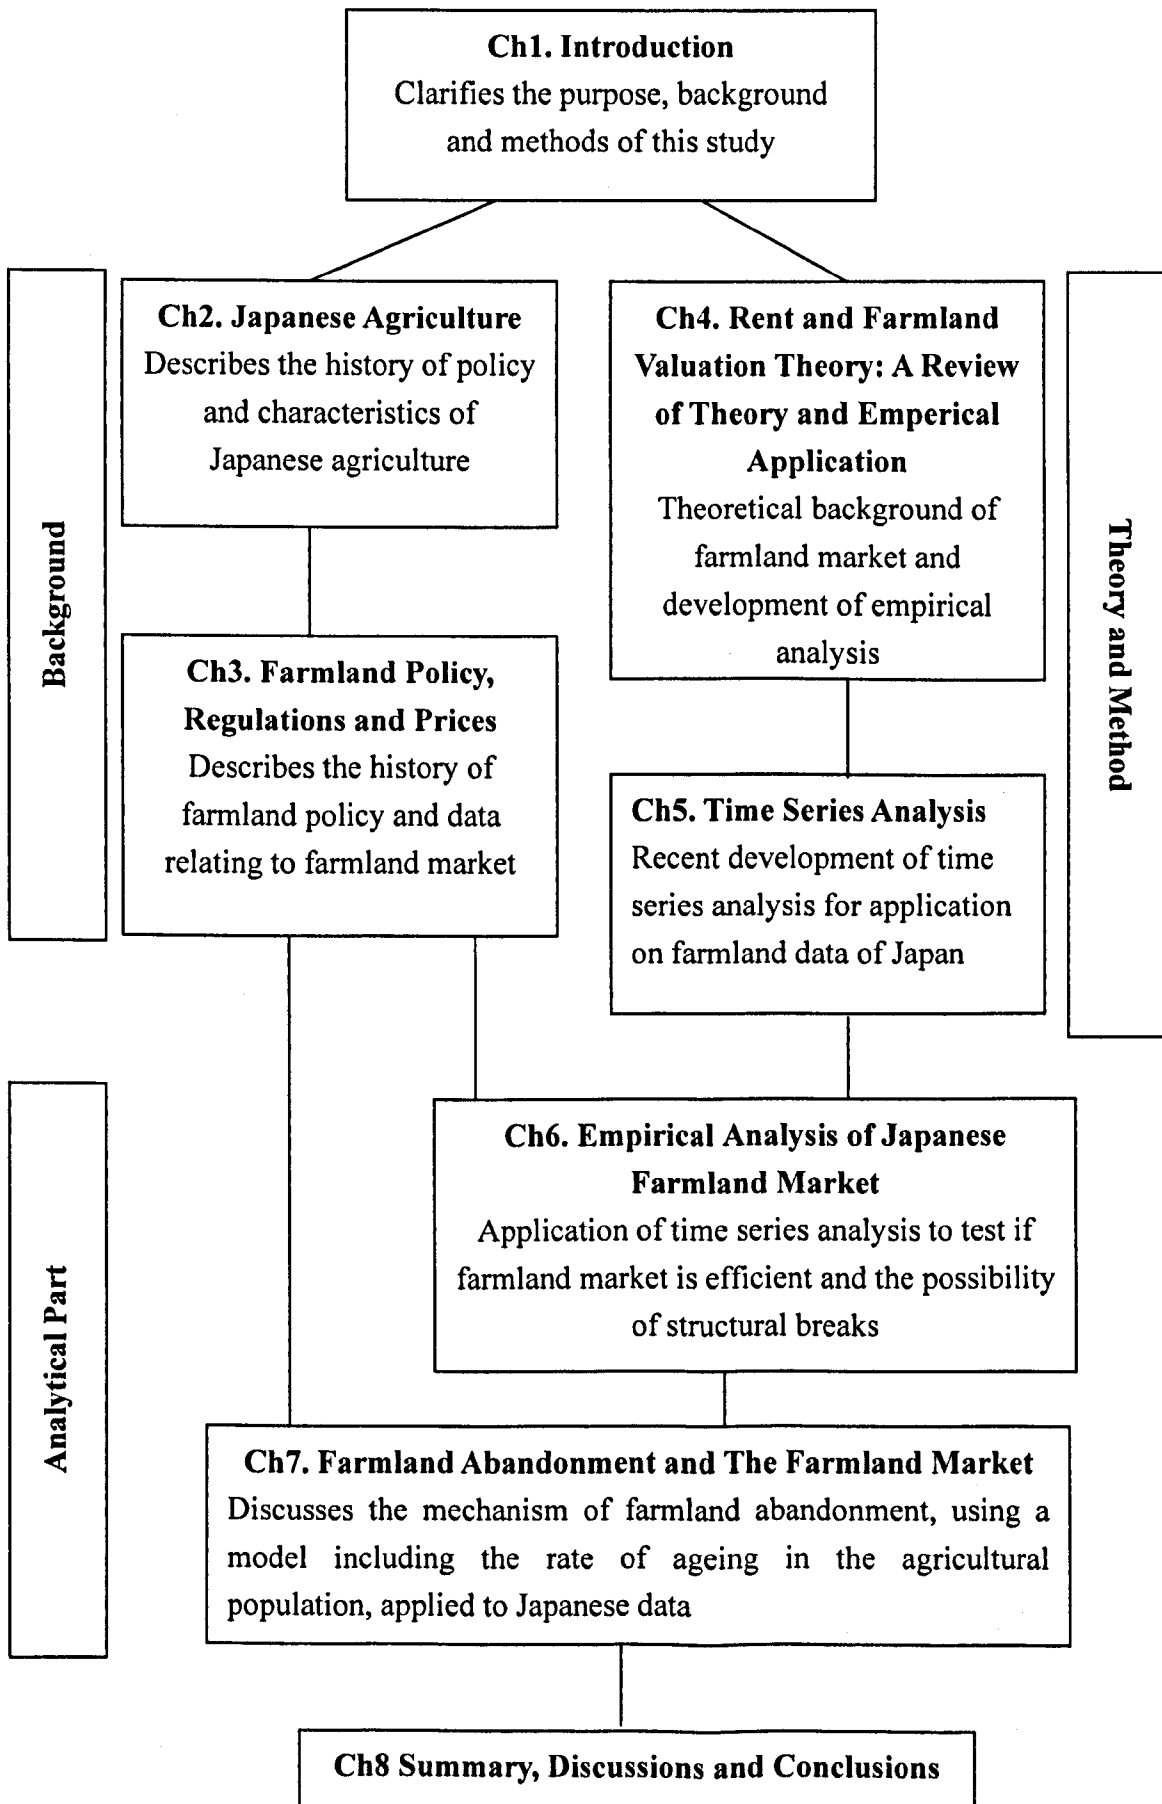 Ch1. Introduction
Clarifies the purpose, background
and methods of this study
Background
Ch2. Japanese Agriculture
Describes the history of policy
and characteristics of
Japanese agriculture
Ch3. Farmland Policy,
Regulations and Prices
Describes the history of
farmland policy and data
relating to farmland market
Ch4. Rent and Farmland
Valuation Theory: A Review
of Theory and Emperical
Application
Theoretical background of
farmland market and
development of empirical
analysis
Ch5. Time Series Analysis
Recent development of time
series analysis for application
on farmland data of Japan
Theory and Method
Analytical Part
Ch6. Empirical Analysis of Japanese
Farmland Market
Application of time series analysis to test if
farmland market is efficient and the possibility
of structural breaks
Ch7. Farmland Abandonment and The Farmland Market
Discusses the mechanism of farmland abandonment, using a
model including the rate of ageing in the agricultural
population, applied to Japanese data
Ch8 Summary, Discussions and Conclusions